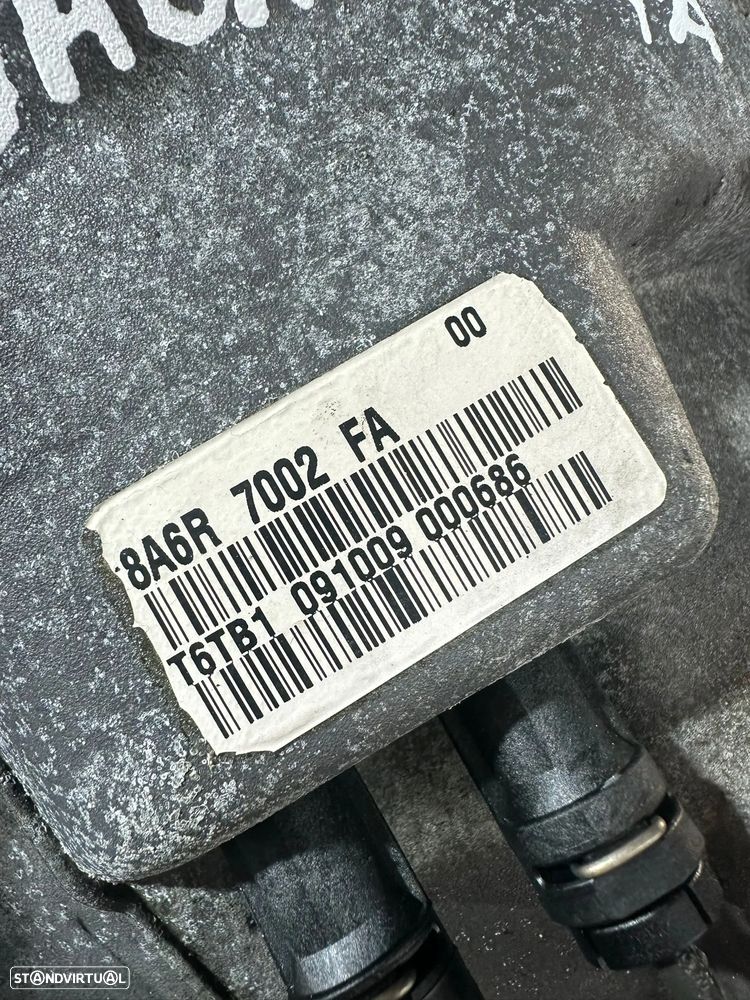 00
8A6R 7002 FA
T6TB1 091009 000686
STANDVIRTUAL